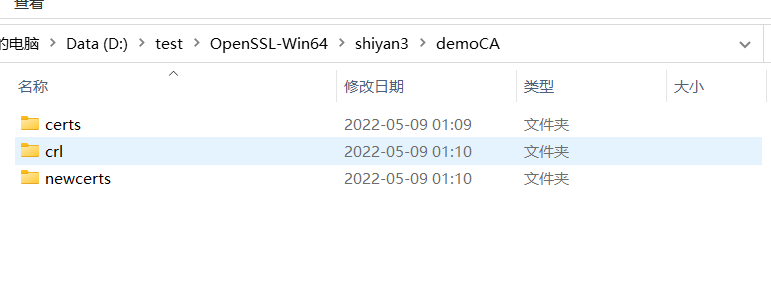 查看
的电脑 > Data (D:) > test > OpenSSL-Win64 > shiyan3 > demoCA
名称 修改日期 类型 大小
certs 2022-05-09 01:09 文件夹
crl 2022-05-09 01:10 文件夹
newcerts 2022-05-09 01:10 文件夹